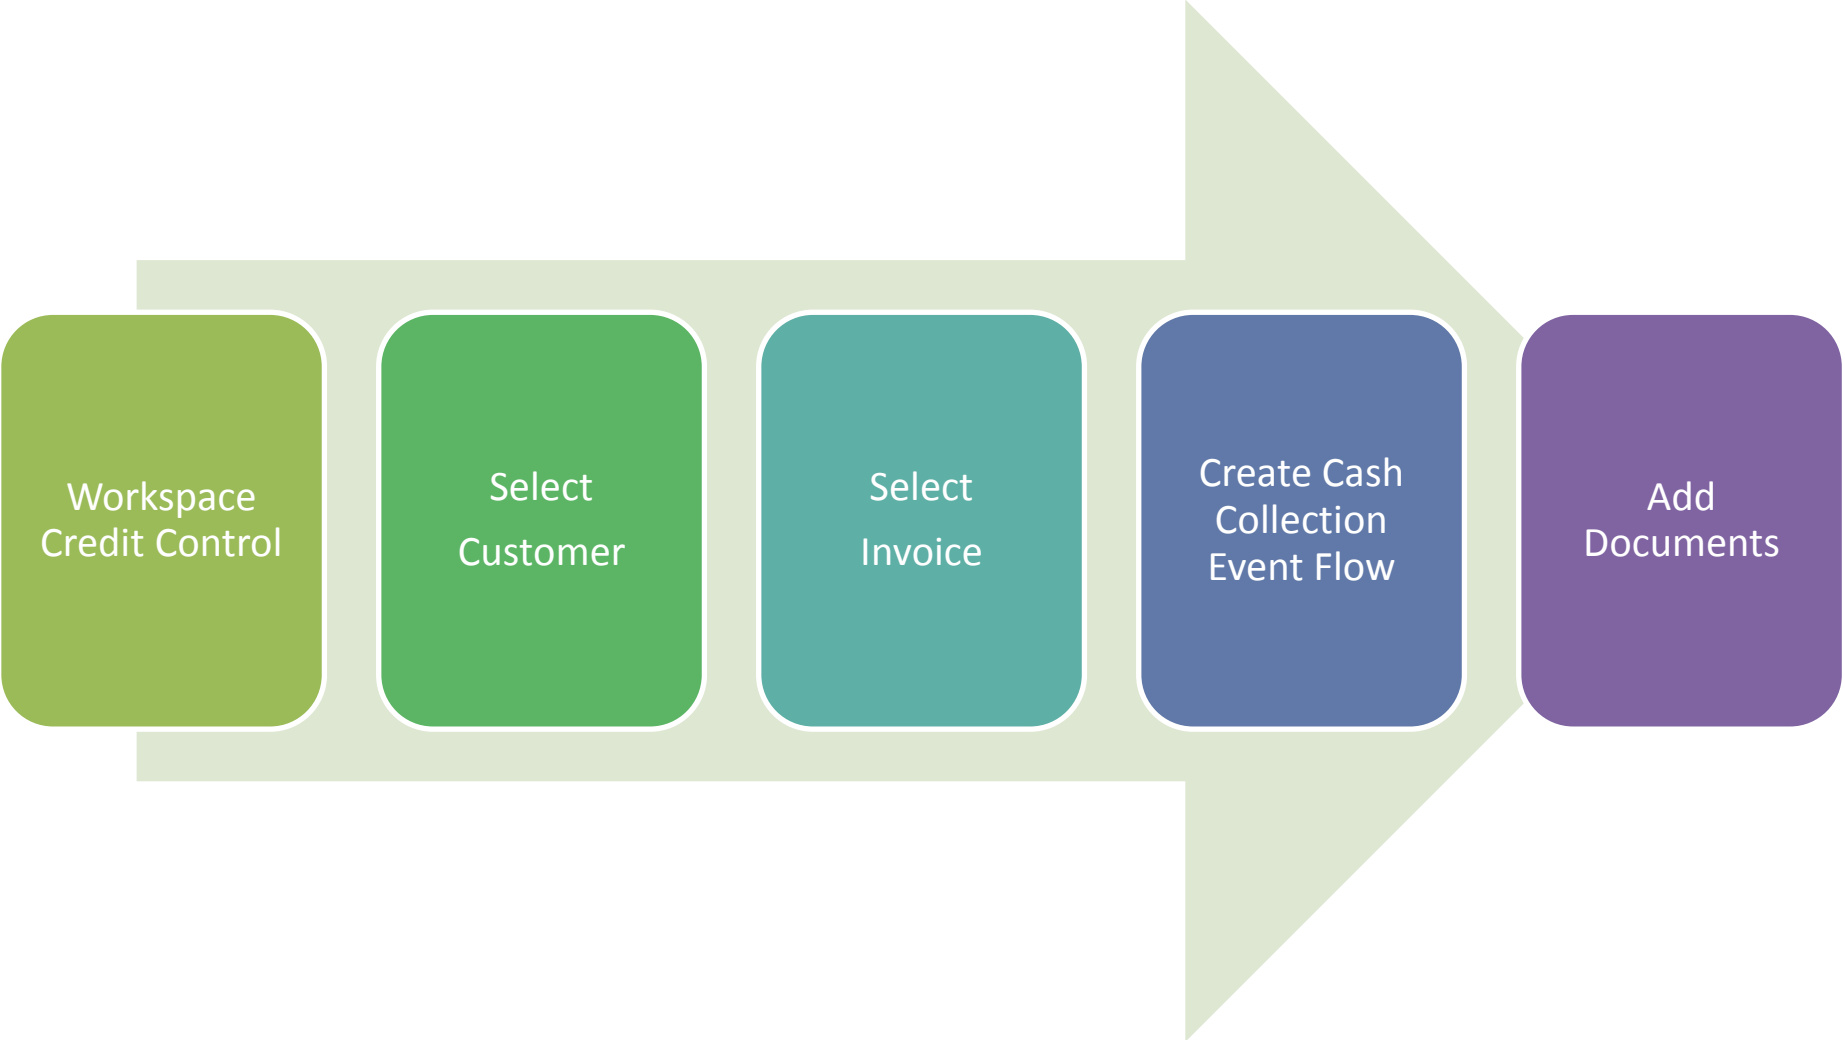 Workspace
Credit Control
Select
Customer
Select
Invoice
Create Cash
Collection
Event Flow
Add
Documents